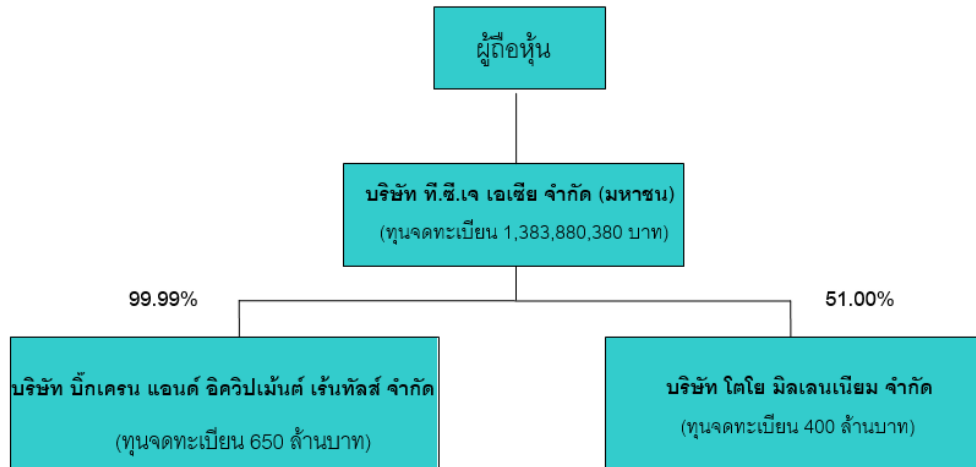 ผู้ถือหุ้น
บริษัท ที.ซี.เจ เอเซีย จำกัด (มหาชน)
(ทุนจดทะเบียน 1,383,880,380 บาท)
99.99%
51.00%
บริษัท บิ๊กเครน แอนด์ อิควิปเม้นต์ เร้นทัลส์ จำกัด
(ทุนจดทะเบียน 650 ล้านบาท)
บริษัท โตโย มิลเลนเนียม จำกัด
(ทุนจดทะเบียน 400 ล้านบาท)